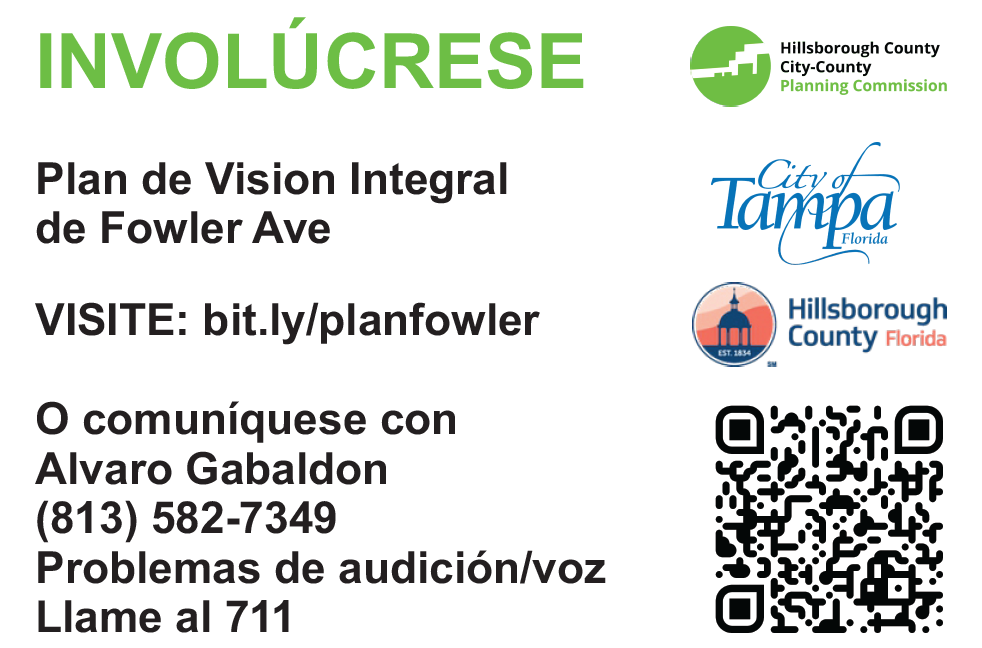 INVOLÚCRESE
Hillsborough County
City-County
Planning Commission
Plan de Vision Integral
de Fowler Ave
City of
Tampa
Florida
VISITE: bit.ly/planfowler
Hillsborough
County Florida
EST. 1834
SM
O comuníquese con
Alvaro Gabaldon
(813) 582-7349
Problemas de audición/voz
Llame al 711